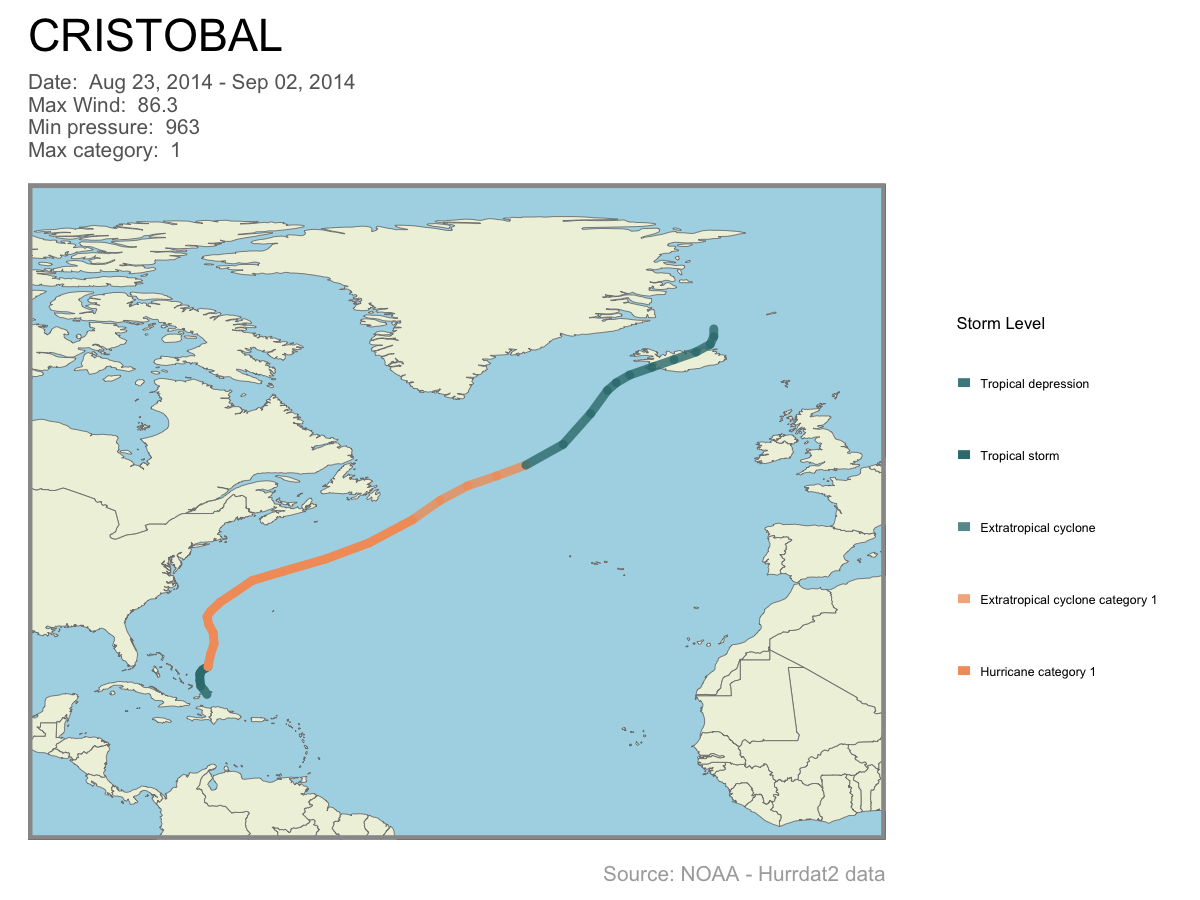 CRISTOBAL
Date:  Aug 23, 2014 - Sep 02, 2014
Max Wind:  86.3
Min pressure:  963
Max category:  1
Storm Level
Tropical depression
Tropical storm
Extratropical cyclone
Extratropical cyclone category 1
Hurricane category 1
Source: NOAA - Hurrdat2 data